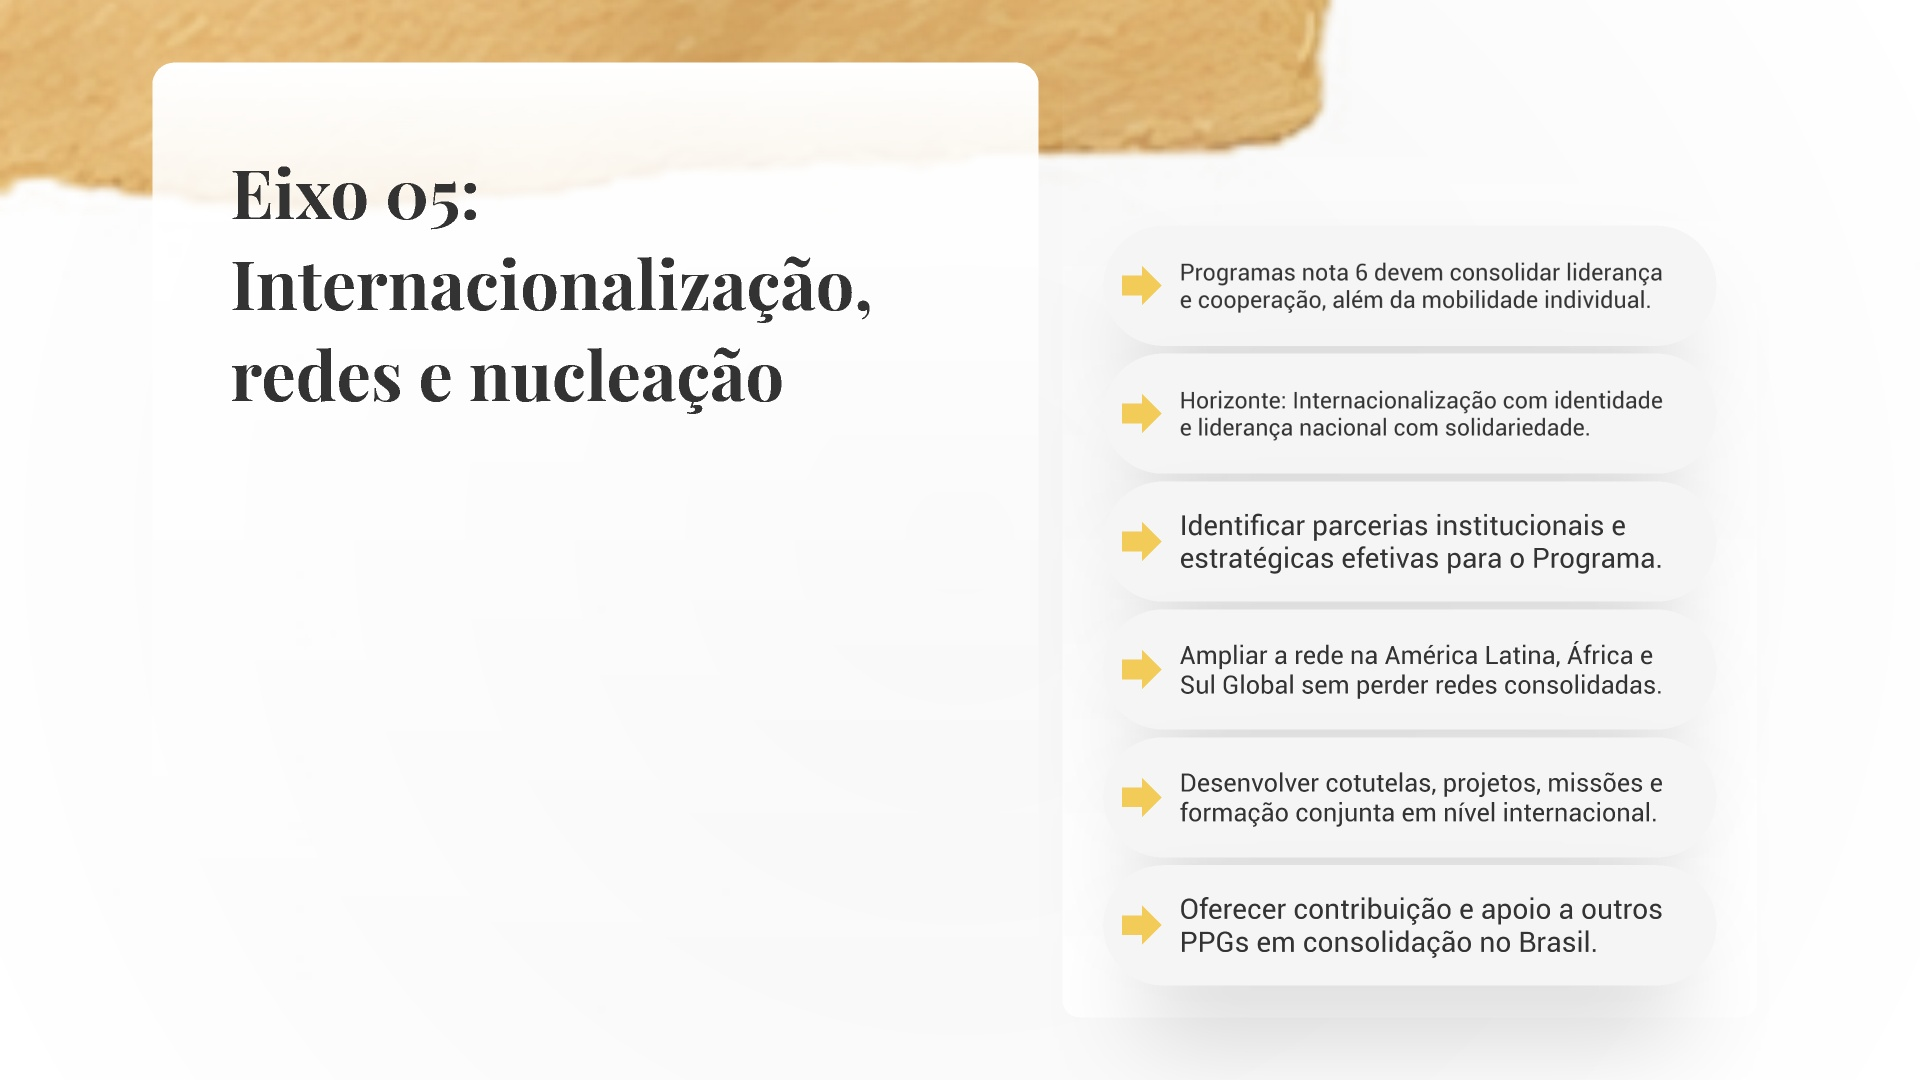 Eixo 05:
Internacionalização,
redes e nucleação
Programas nota 6 devem consolidar liderança
e cooperação, além da mobilidade individual.
Horizonte: Internacionalização com identidade
e liderança nacional com solidariedade.
Identificar parcerias institucionais e
estratégicas efetivas para o Programa.
Ampliar a rede na América Latina, África e
Sul Global sem perder redes consolidadas.
Desenvolver cotutelas, projetos, missões e
formação conjunta em nível internacional.
Oferecer contribuição e apoio a outros
PPGs em consolidação no Brasil.